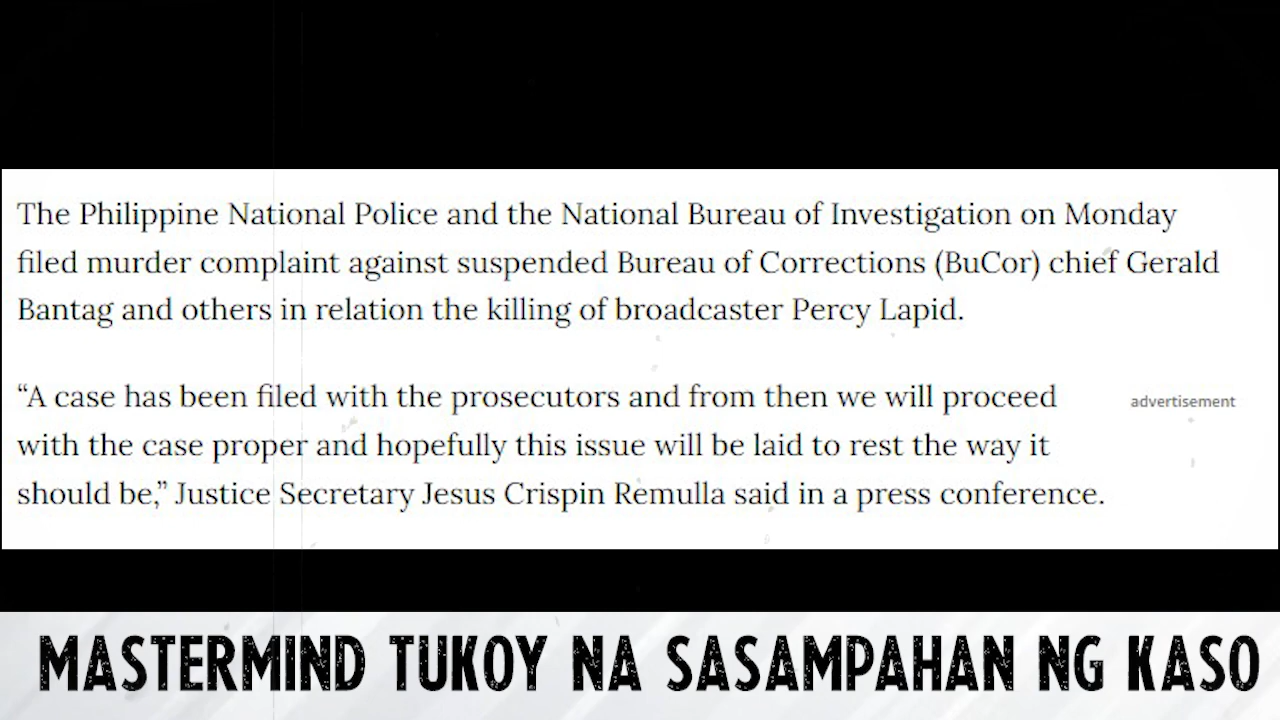 The Philippine National Police and the National Bureau of Investigation on Monday
filed murder complaint against suspended Bureau of Corrections (BuCor) chief Gerald
Bantag and others in relation the killing of broadcaster Percy Lapid.
“A case has been filed with the prosecutors and from then we will proceed
advertisement
with the case proper and hopefully this issue will be laid to rest the way it
should be,” Justice Secretary Jesus Crispin Remulla said in a press conference.
MASTERMIND TUKOY NA SASAMPAHAN NG KASO